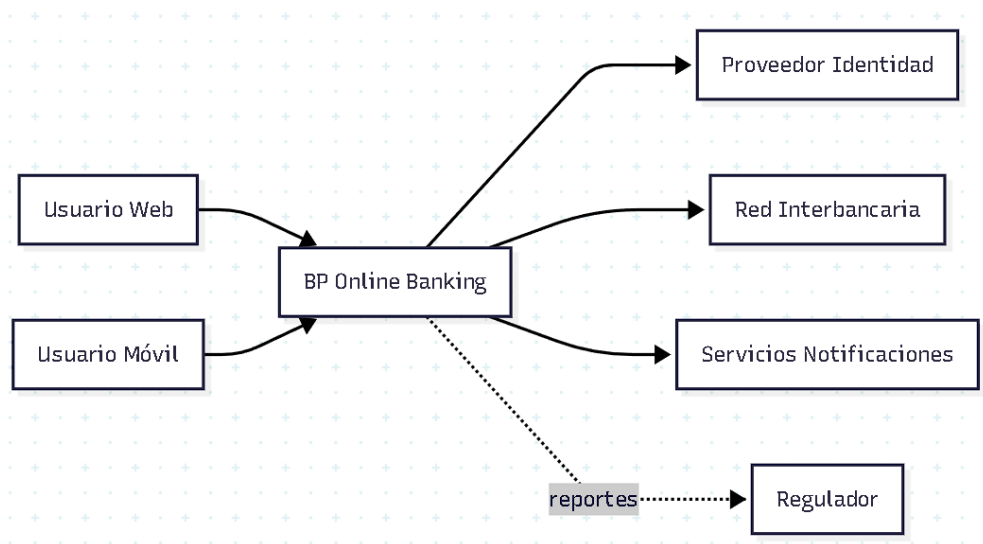 Proveedor Identidad
Usuario Web
Red Interbancaria
BP Online Banking
Usuario Móvil
Servicios Notificaciones
reportes
Regulador